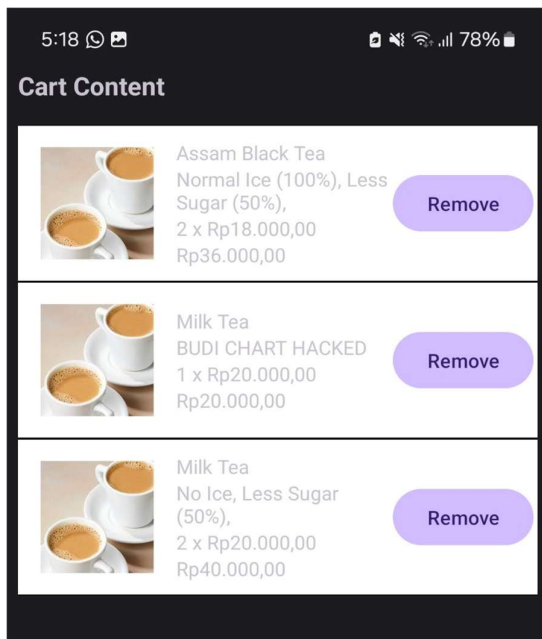 5:18 78%
Cart Content
Assam Black Tea
Normal Ice (100%), Less
Sugar (50%),
2 x Rp18.000,00
Rp36.000,00
Remove
Milk Tea
BUDI CHART HACKED
1 x Rp20.000,00
Rp20.000,00
Remove
Milk Tea
No Ice, Less Sugar
(50%),
2 x Rp20.000,00
Rp40.000,00
Remove